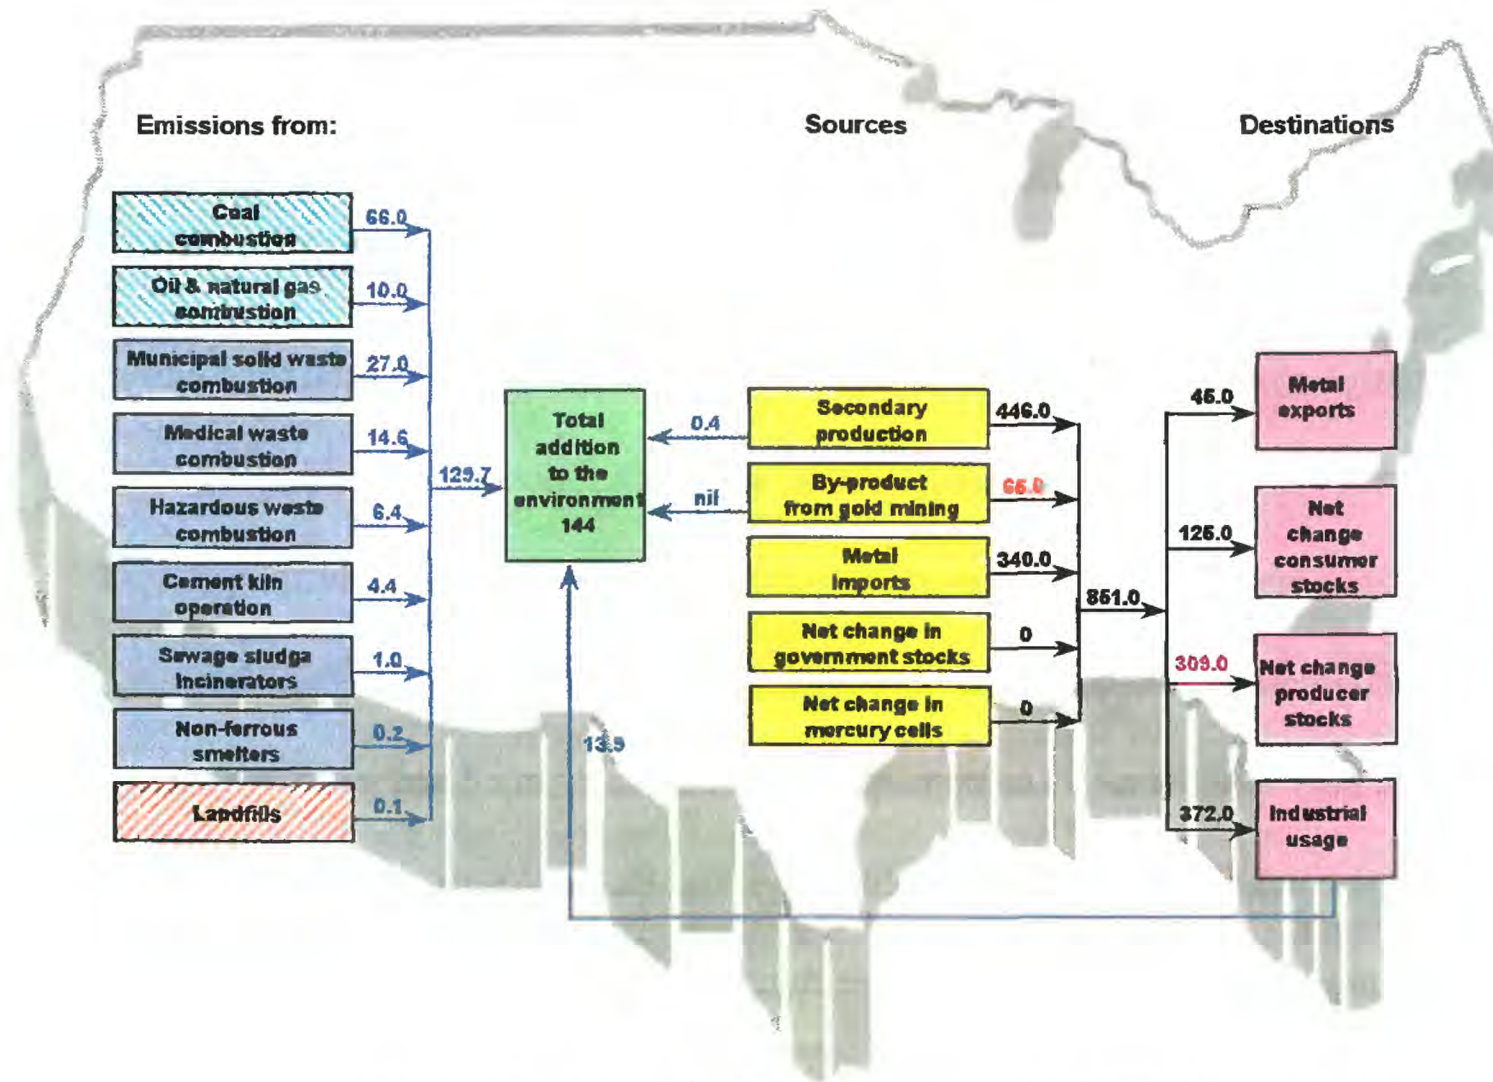 Emissions from:
Sources
Destinations
Coal
combustion
66.0
Oil & natural gas
combustion
10.0
Municipal solid waste
combustion
27.0
Medical waste
combustion
14.6
Hazardous waste
combustion
6.4
Cement kiln
operation
4.4
Sewage sludge
incinerators
1.0
Non-ferrous
smelters
0.2
Landfills
0.1
129.7
Total
addition
to the
environment
144
0.4
nil
13.9
Secondary
production
446.0
By-product
from gold mining
65.0
Metal
imports
340.0
Net change in
government stocks
0
Net change in
mercury cells
0
851.0
45.0
Metal
exports
125.0
Net
change
consumer
stocks
309.0
Net change
producer
stocks
372.0
Industrial
usage